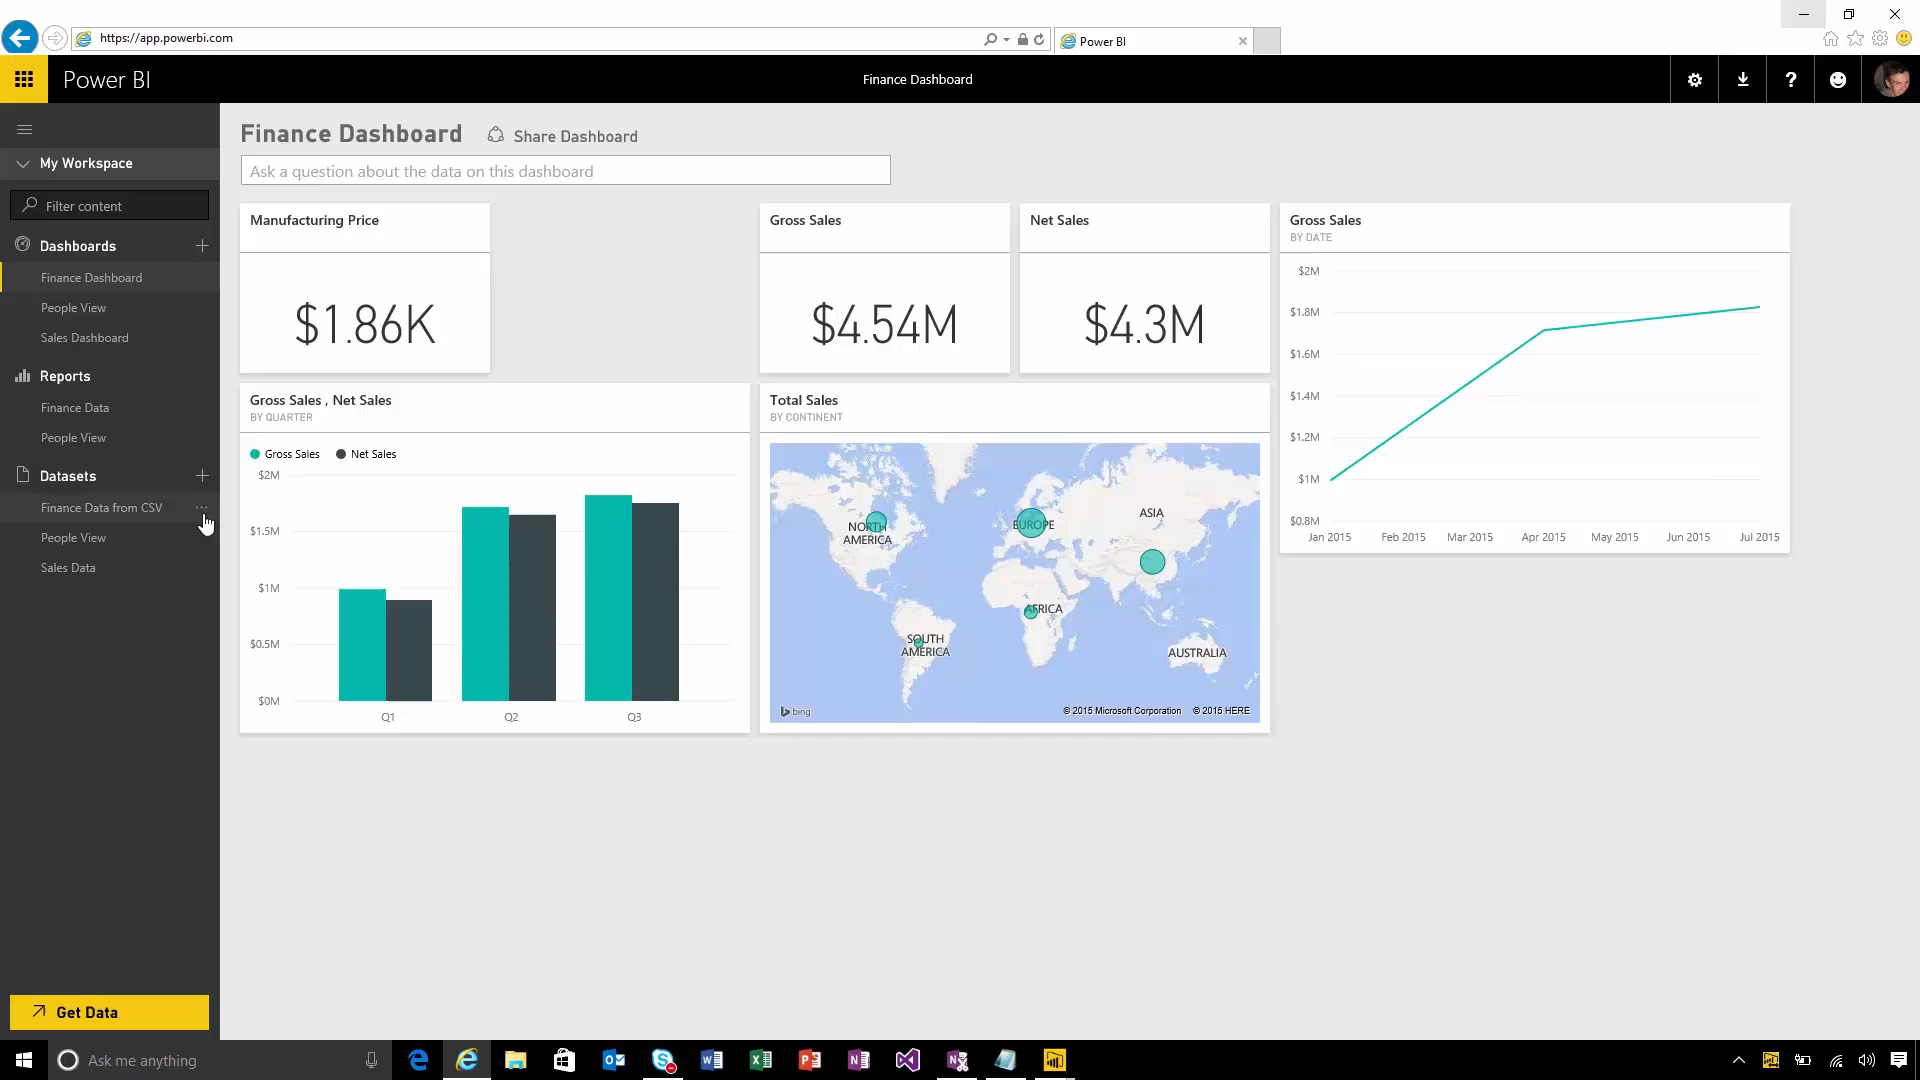 https://app.powerbi.com
Power BI
Power BI
Finance Dashboard
My Workspace
Filter content
Dashboards
Finance Dashboard
People View
Sales Dashboard
Reports
Finance Data
People View
Datasets
Finance Data from CSV
People View
Sales Data
Get Data
Finance Dashboard
Share Dashboard
Ask a question about the data on this dashboard
Manufacturing Price
$1.86K
Gross Sales
$4.54M
Net Sales
$4.3M
Gross Sales
BY DATE
$2M
$1.8M
$1.6M
$1.4M
$1.2M
$1M
$0.8M
Jan 2015 Feb 2015 Mar 2015 Apr 2015 May 2015 Jun 2015 Jul 2015
Gross Sales , Net Sales
BY QUARTER
Gross Sales Net Sales
$2M
$1.5M
$1M
$0.5M
$0M
Q1 Q2 Q3
Total Sales
BY CONTINENT
NORTH
AMERICA
EUROPE
ASIA
AFRICA
SOUTH
AMERICA
AUSTRALIA
bing
© 2015 Microsoft Corporation © 2015 HERE
Ask me anything